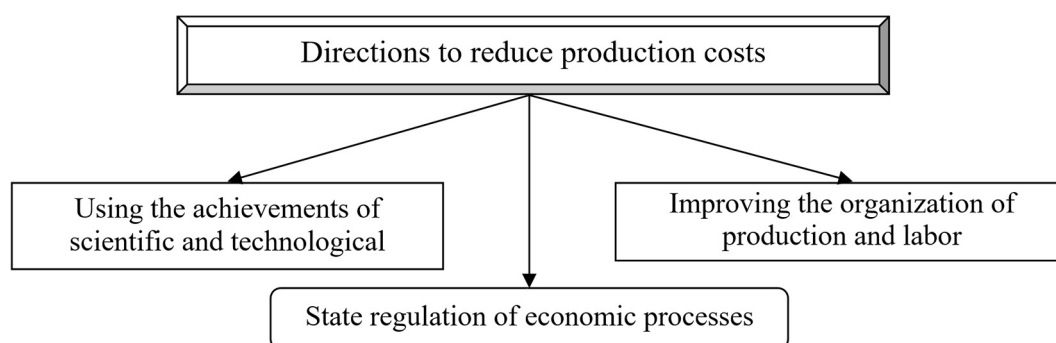 Directions to reduce production costs
Using the achievements of
scientific and technological
Improving the organization of
production and labor
State regulation of economic processes